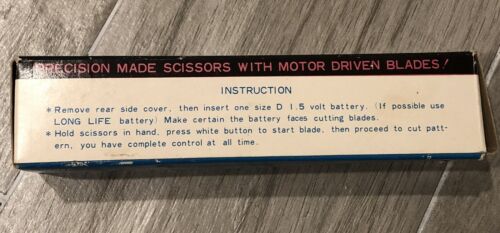 PRECISION MADE SCISSORS WITH MOTOR DRIVEN BLADES!
INSTRUCTION
* Remove rear side cover, then insert one size D 1.5 volt battery. (If possible use
LONG LIFE battery) Make certain the battery faces cutting blades.
* Hold scissors in hand, press white button to start blade, then proceed to cut patt-
ern, you have complete control at all time.